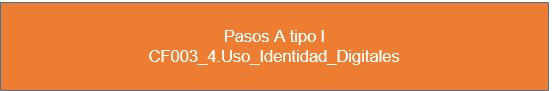 Pasos A tipo I
CF003_4.Uso_Identidad_Digitales